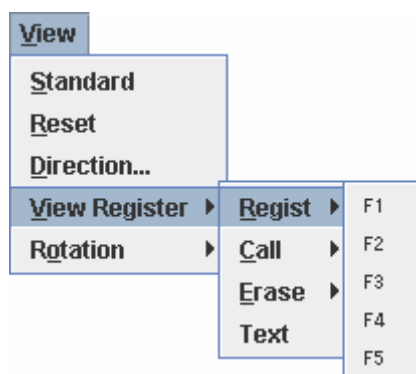 View
Standard
Reset
Direction...
View Register
Rotation
Regist
Call
Erase
Text
F1
F2
F3
F4
F5